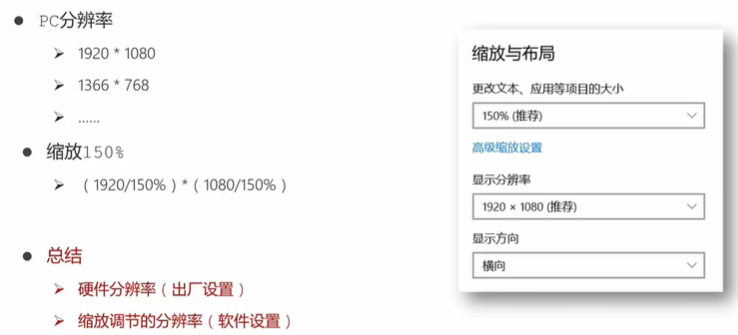 PC分辨率
1920 * 1080
1366 * 768
......
缩放150%
（1920/150%）*（1080/150%）
总结
硬件分辨率（出厂设置）
缩放调节的分辨率（软件设置）
缩放与布局
更改文本、应用等项目的大小
150% (推荐)
高级缩放设置
显示分辨率
1920 × 1080 (推荐)
显示方向
横向